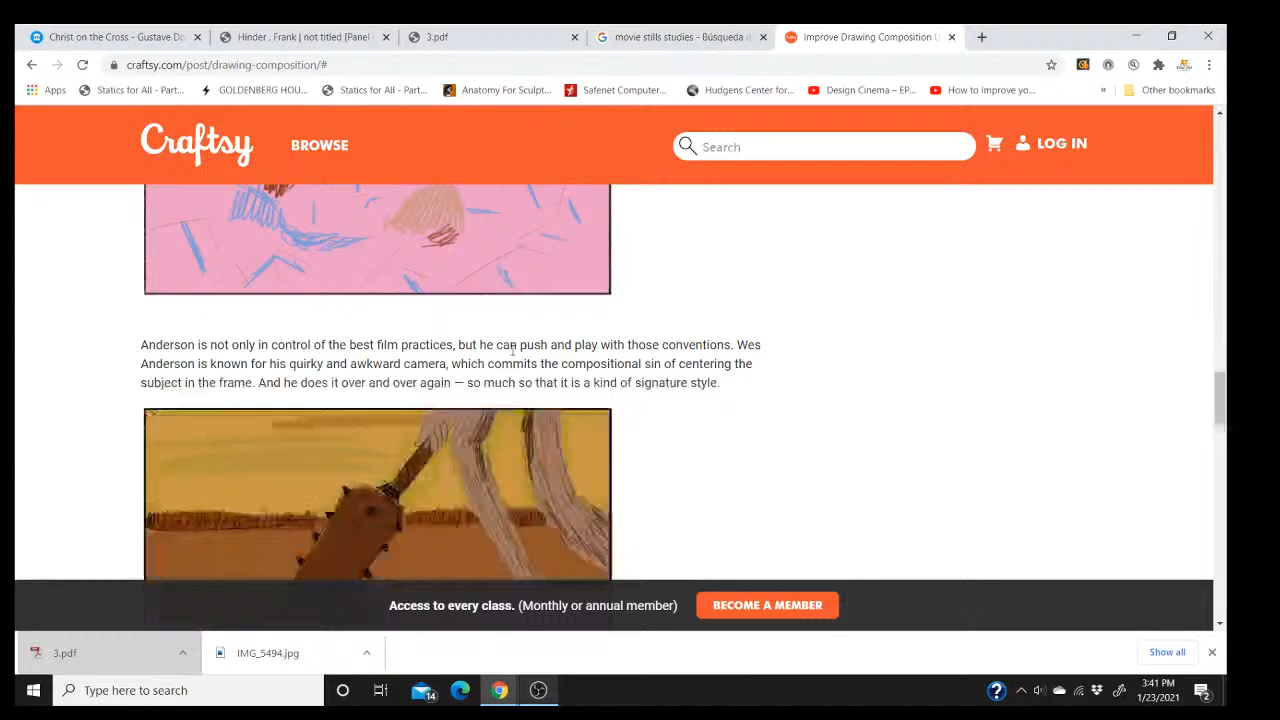 Christ on the Cross - Gustave Do
Hinder , Frank | not titled [Panel
3.pdf
movie stills studies - Búsqueda d
Improve Drawing Composition U
craftsy.com/post/drawing-composition/#
Apps
Statics for All - Part...
GOLDENBERG HOU...
Statics for All - Part...
Anatomy For Sculpt...
Safenet Computer...
Hudgens Center for...
Design Cinema – EP...
How to Improve yo...
»
Other bookmarks
Craftsy
BROWSE
Search
LOG IN
Anderson is not only in control of the best film practices, but he can push and play with those conventions. Wes
Anderson is known for his quirky and awkward camera, which commits the compositional sin of centering the
subject in the frame. And he does it over and over again — so much so that it is a kind of signature style.
Access to every class. (Monthly or annual member)
BECOME A MEMBER
3.pdf
IMG_5494.jpg
Show all
Type here to search
14
3:41 PM
1/23/2021
2